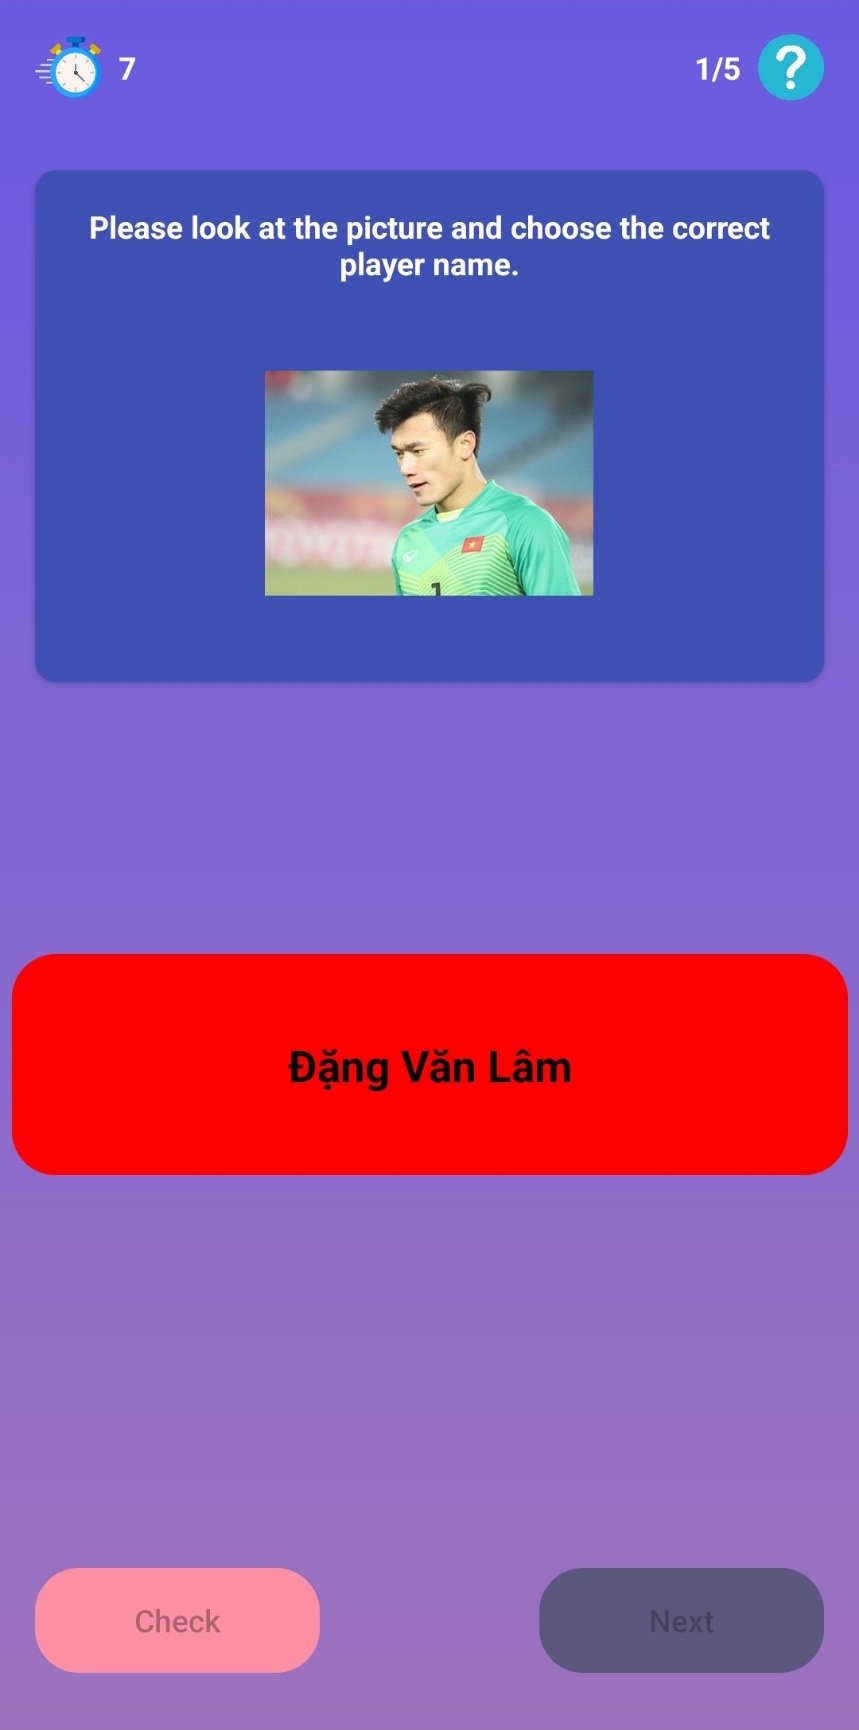 7
1/5
?
Please look at the picture and choose the correct
player name.
1
Đặng Văn Lâm
Check
Next